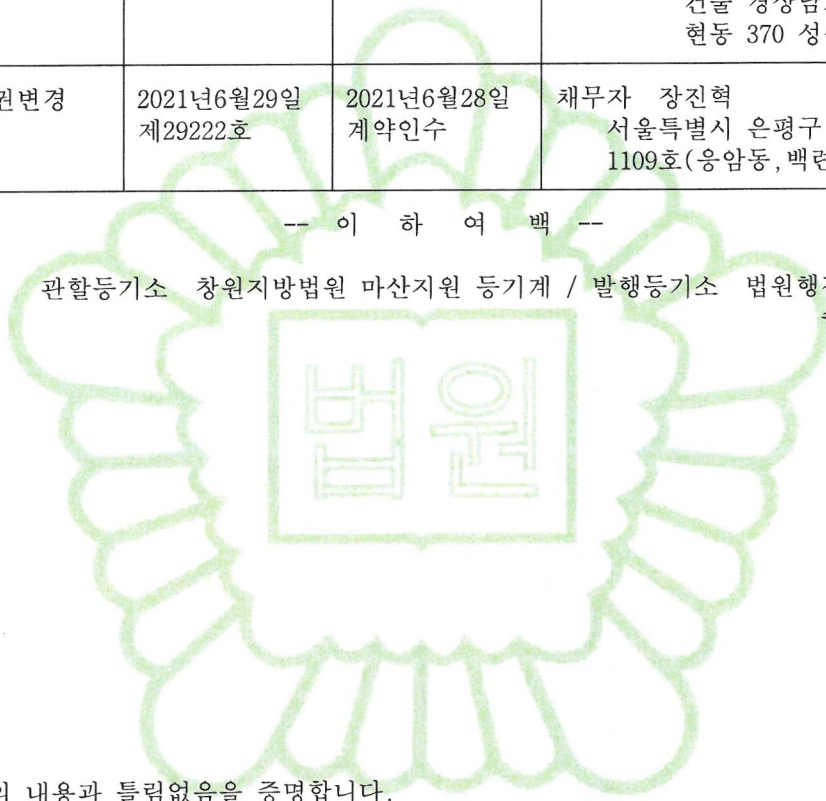 건물 경상남
현동 370 성
권변경 2021년6월29일 2021년6월28일 채무자 장진혁
제29222호 계약인수 서울특별시 은평구
1109호(응암동,백련
-- 이 하 여 백 --
관할등기소 창원지방법원 마산지원 등기계 / 발행등기소 법원행정
법원
의 내용과 틀림없음을 증명합니다.